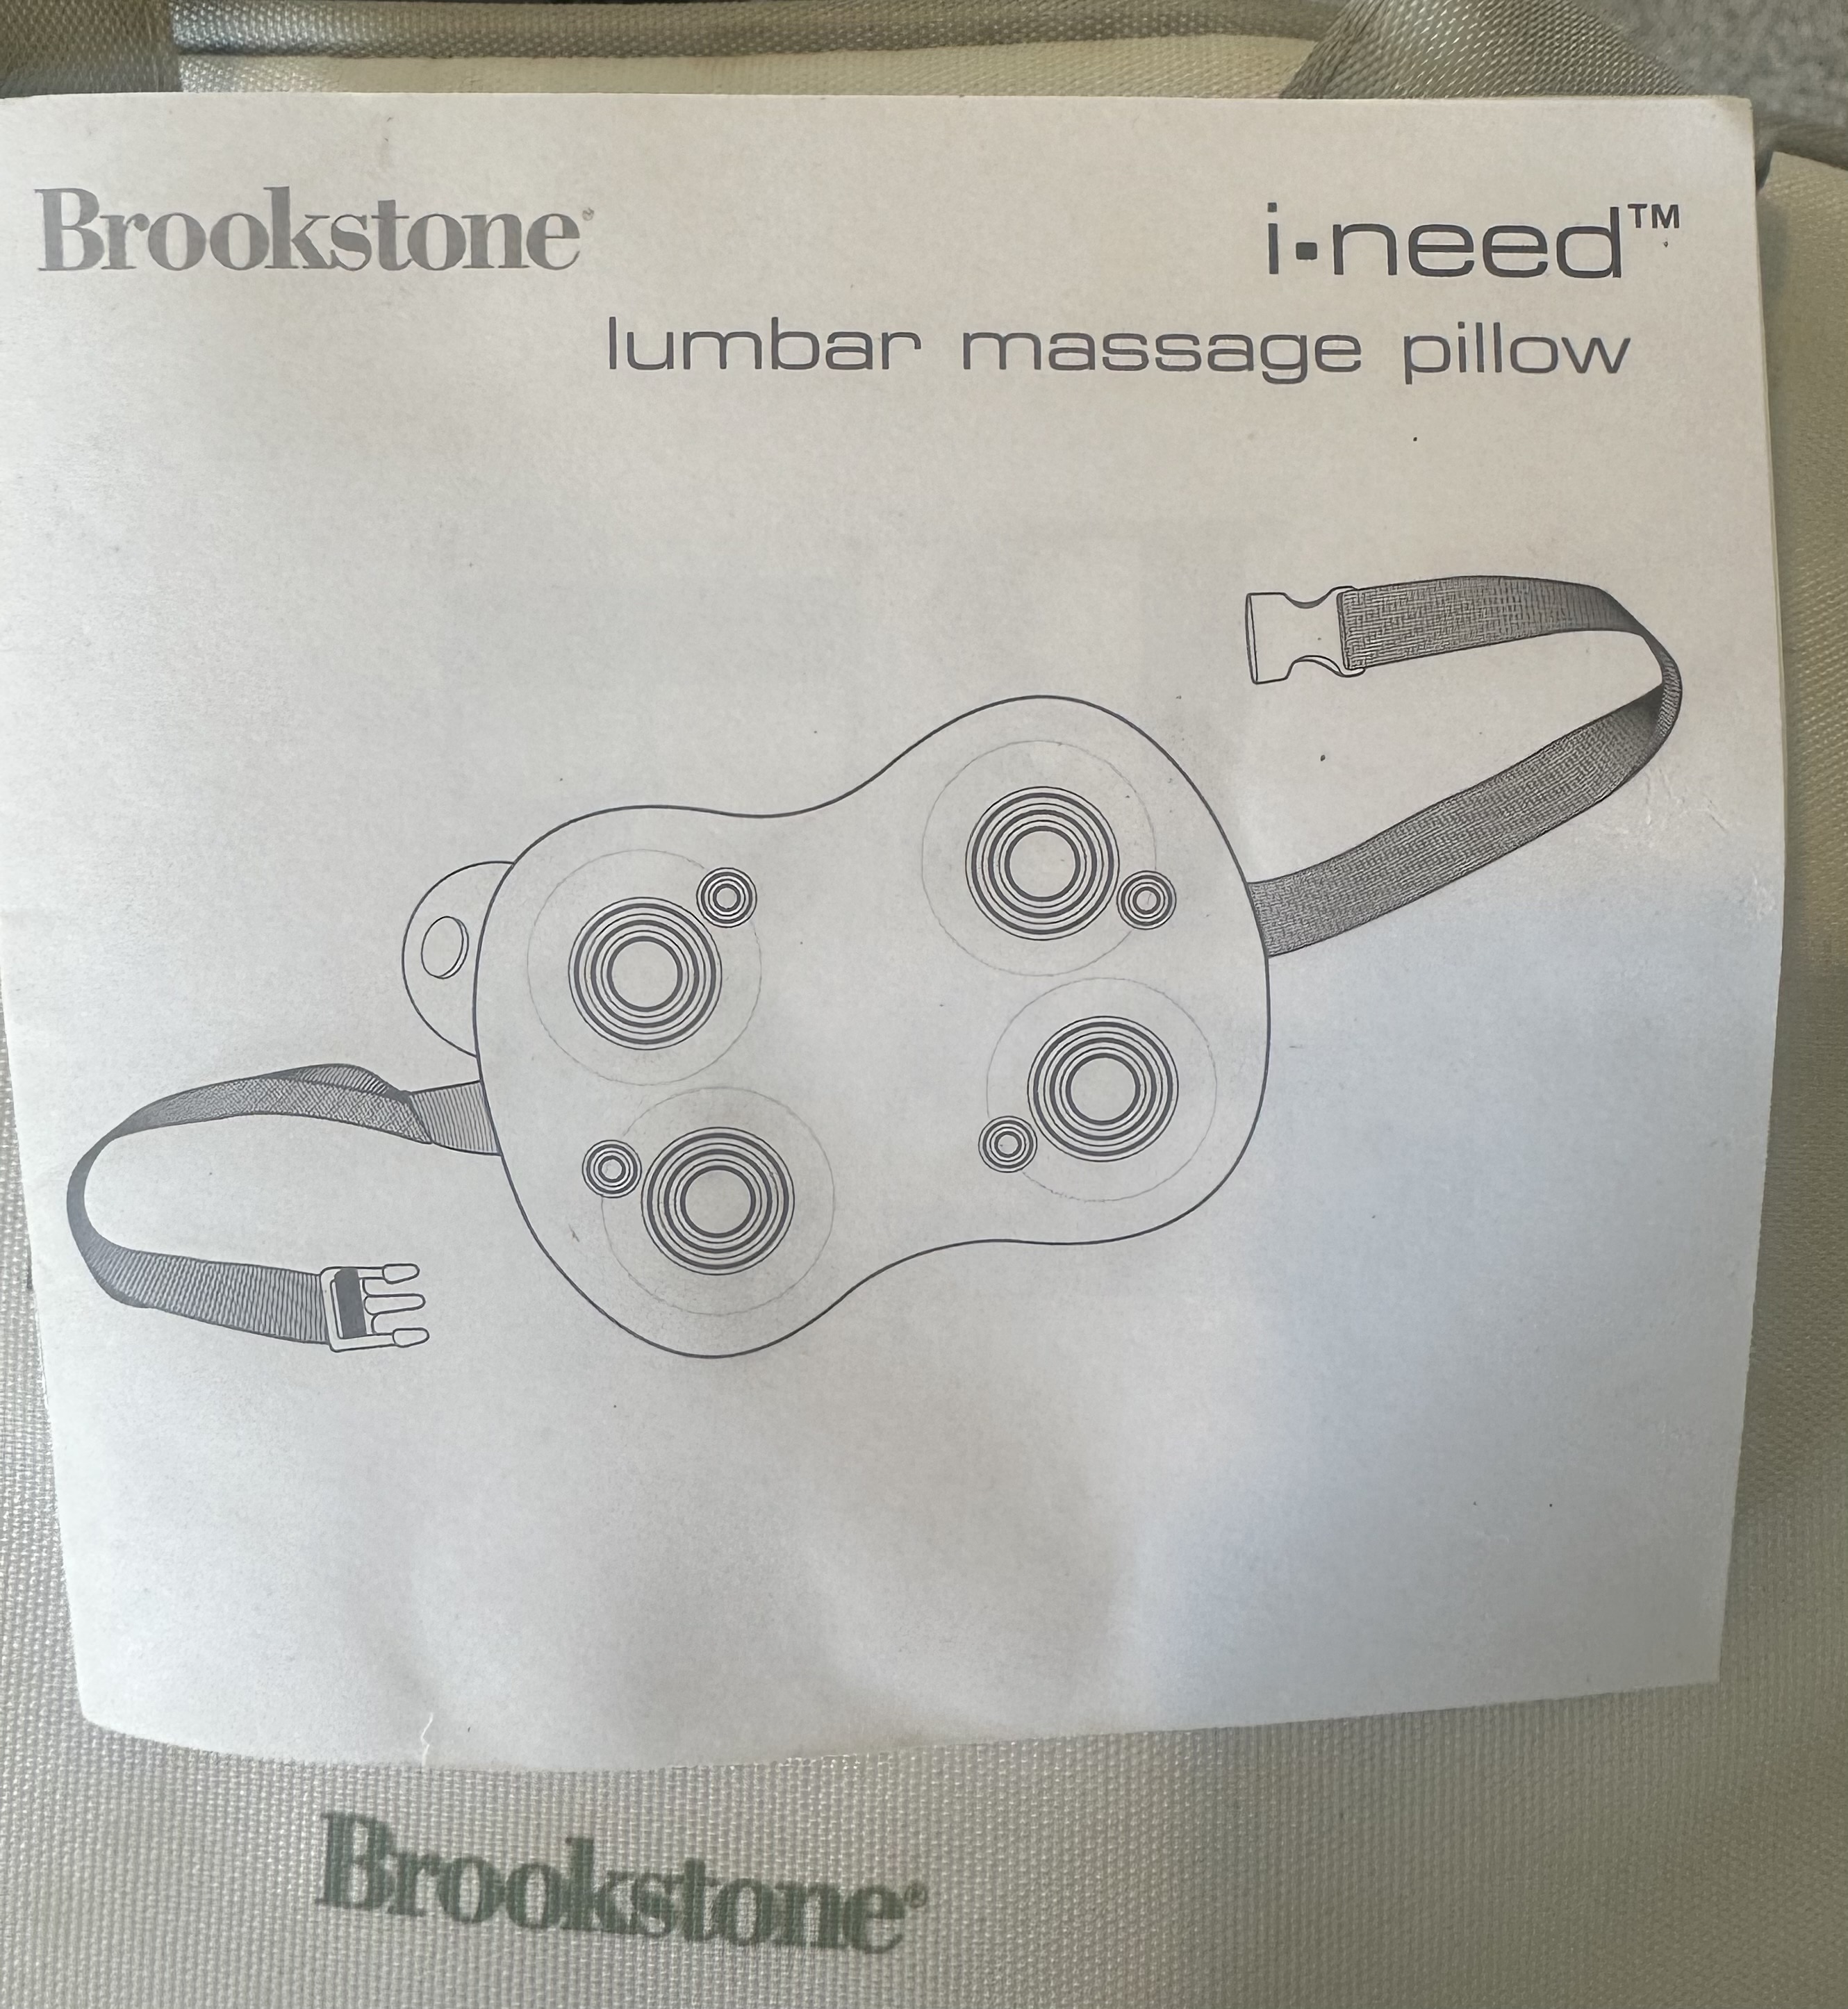 Brookstone®
i·need™
lumbar massage pillow
Brookstone®